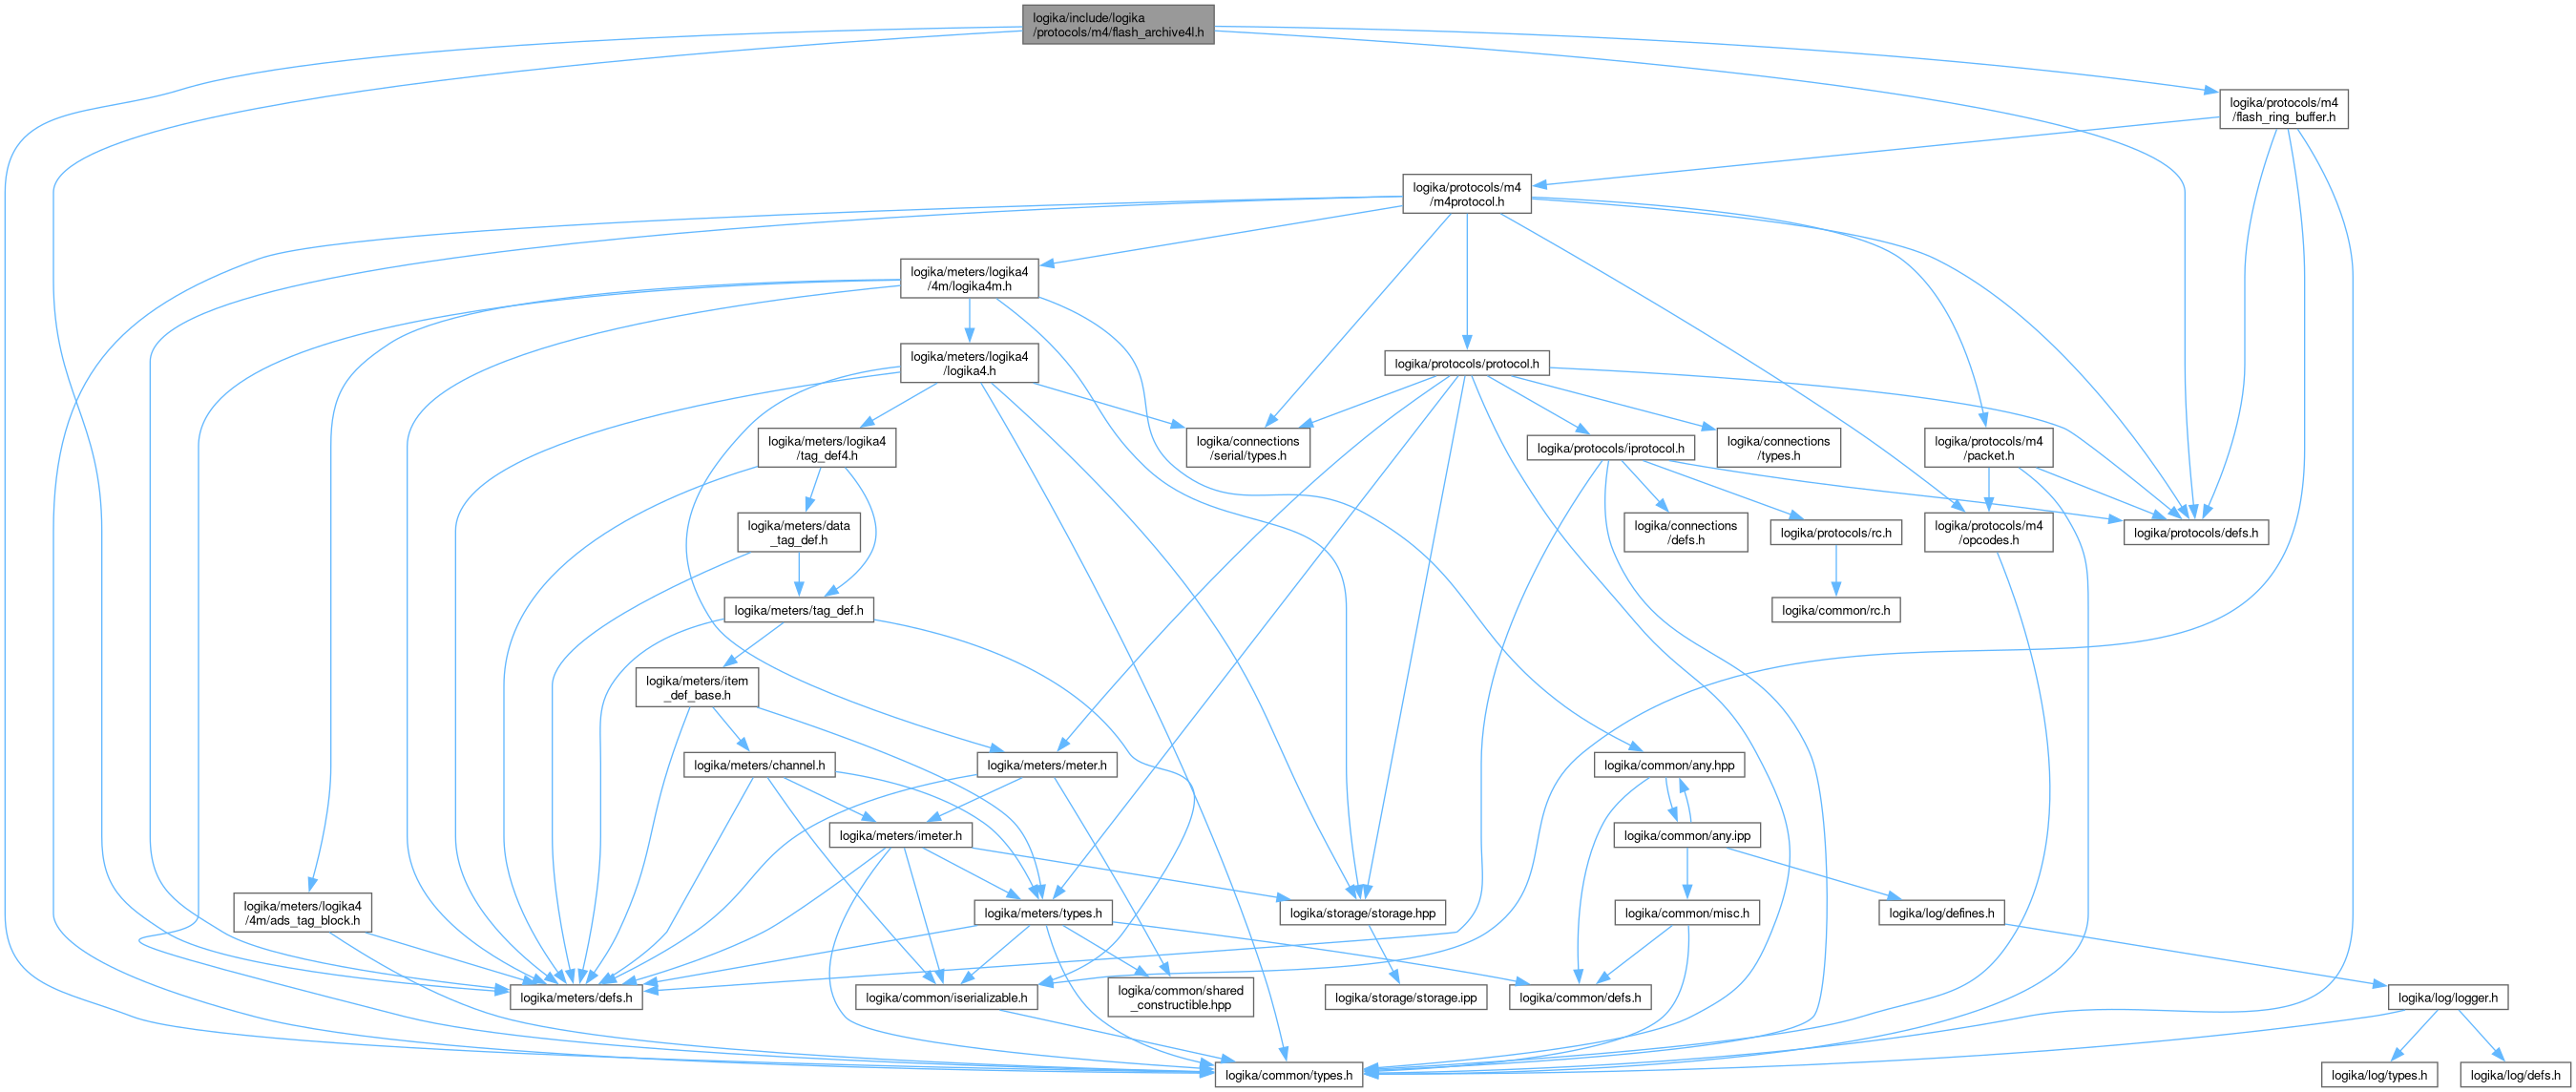 logika/include/logika
/protocols/m4/flash_archive4l.h
logika/protocols/m4
/flash_ring_buffer.h
logika/protocols/m4
/m4protocol.h
logika/meters/logika4
/4m/logika4m.h
logika/meters/logika4
/logika4.h
logika/protocols/protocol.h
logika/meters/logika4
/tag_def4.h
logika/connections
/serial/types.h
logika/protocols/iprotocol.h
logika/connections
/types.h
logika/protocols/m4
/packet.h
logika/meters/data
_tag_def.h
logika/connections
/defs.h
logika/protocols/rc.h
logika/protocols/m4
/opcodes.h
logika/protocols/defs.h
logika/meters/tag_def.h
logika/common/rc.h
logika/meters/item
_def_base.h
logika/meters/channel.h
logika/meters/meter.h
logika/common/any.hpp
logika/meters/imeter.h
logika/common/any.ipp
logika/meters/logika4
/4m/ads_tag_block.h
logika/meters/types.h
logika/storage/storage.hpp
logika/common/misc.h
logika/log/defines.h
logika/meters/defs.h
logika/common/iserializable.h
logika/common/shared
_constructible.hpp
logika/storage/storage.ipp
logika/common/defs.h
logika/log/logger.h
logika/common/types.h
logika/log/types.h
logika/log/defs.h